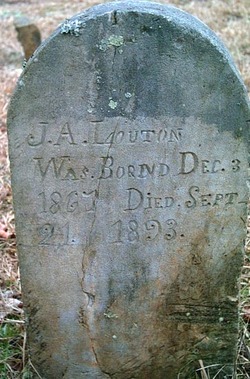 J.A. LOUTON
WAS. BORIND DEC. 3
1867 DIED. SEPT
21. 1893.